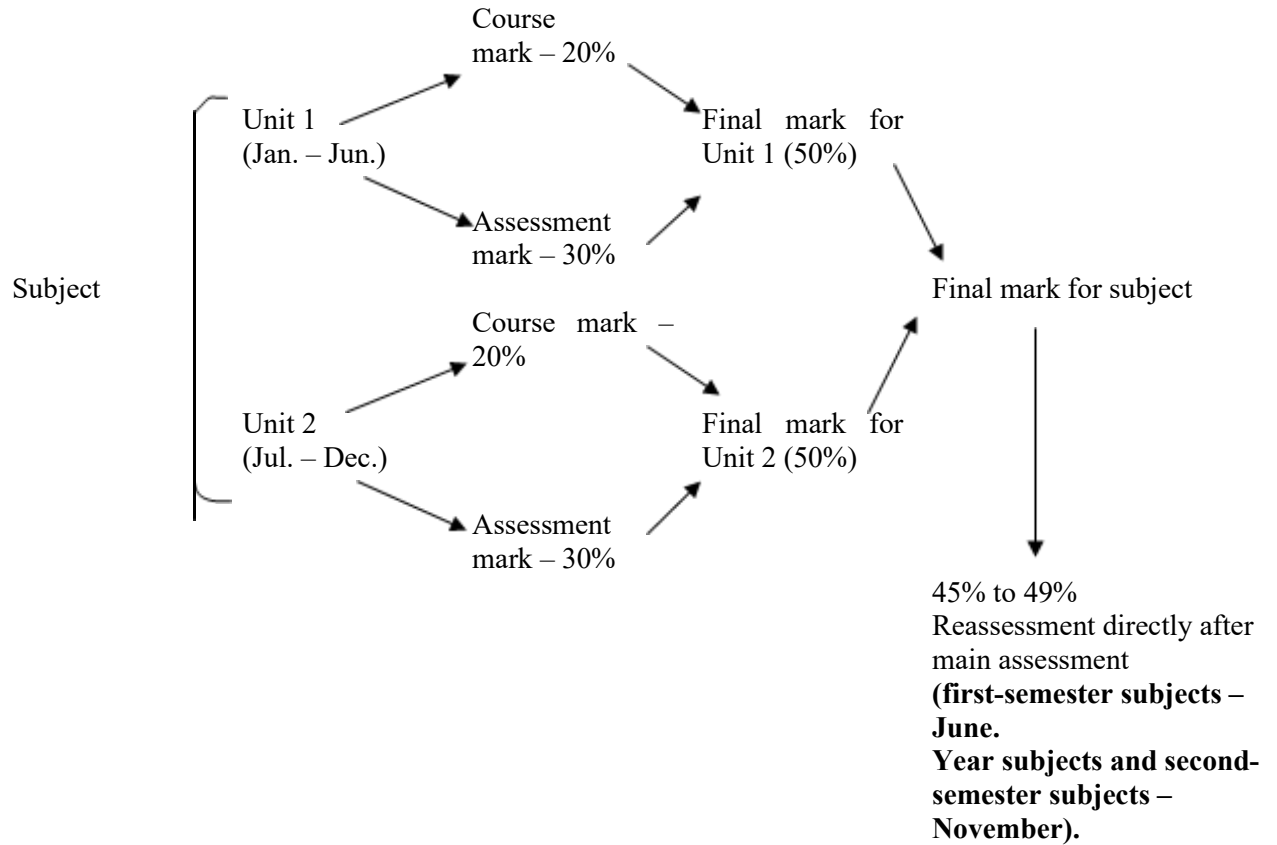 Course
mark – 20%
Unit 1
(Jan. – Jun.)
Final mark for
Unit 1 (50%)
Assessment
mark – 30%
Subject
Final mark for subject
Course mark –
20%
Unit 2
(Jul. – Dec.)
Final mark for
Unit 2 (50%)
Assessment
mark – 30%
45% to 49%
Reassessment directly after
main assessment
(first-semester subjects –
June.
Year subjects and second-
semester subjects –
November).